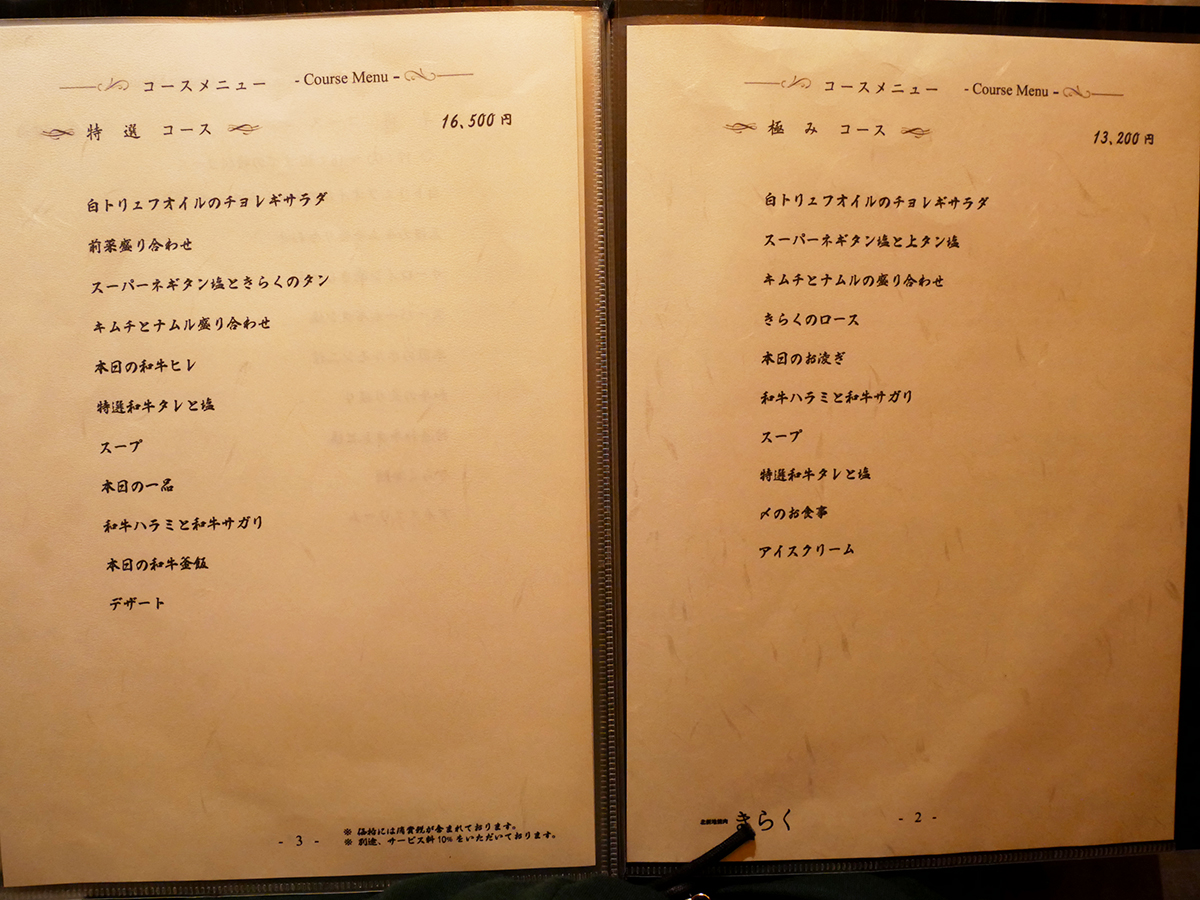 コースメニュー - Course Menu -
特選 コース 16,500円
白トリュフオイルのチョレギサラダ
前菜盛り合わせ
スーパーネギタン塩ときらくのタン
キムチとナムル盛り合わせ
本日の和牛ヒレ
特選和牛タレと塩
スープ
本日の一品
和牛ハラミと和牛サガリ
本日の和牛釜飯
デザート
- 3 -
※ 価格には消費税が含まれております。
※ 別途、サービス料10%をいただいております。
コースメニュー - Course Menu -
極み コース 13,200円
白トリュフオイルのチョレギサラダ
スーパーネギタン塩と上タン塩
キムチとナムルの盛り合わせ
きらくのロース
本日のお凌ぎ
和牛ハラミと和牛サガリ
スープ
特選和牛タレと塩
〆のお食事
アイスクリーム
きらく
- 2 -